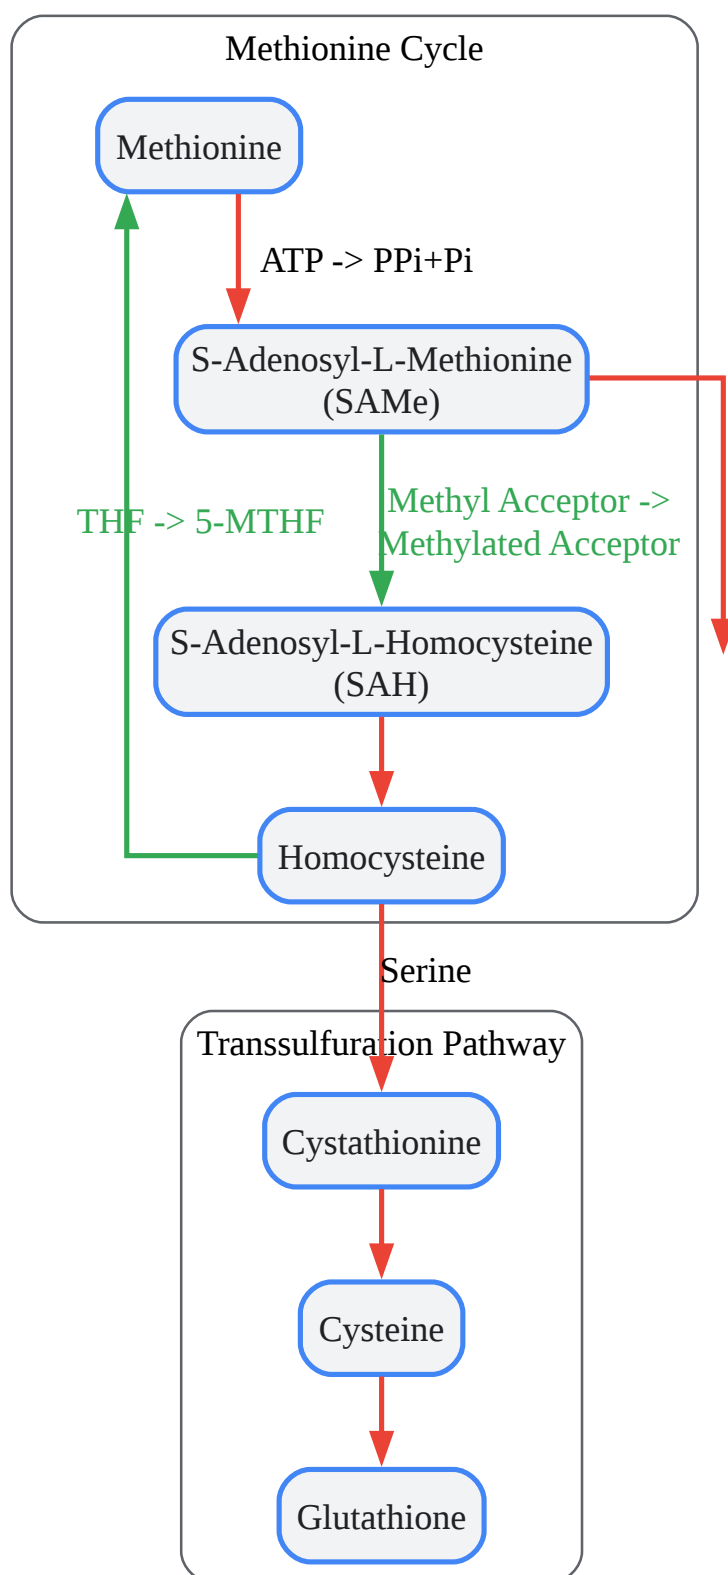 Methionine Cycle
Methionine
ATP -> PPi+Pi
S-Adenosyl-L-Methionine
(SAMe)
THF -> 5-MTHF
Methyl Acceptor ->
Methylated Acceptor
S-Adenosyl-L-Homocysteine
(SAH)
Homocysteine
Serine
Transsulfuration Pathway
Cystathionine
Cysteine
Glutathione